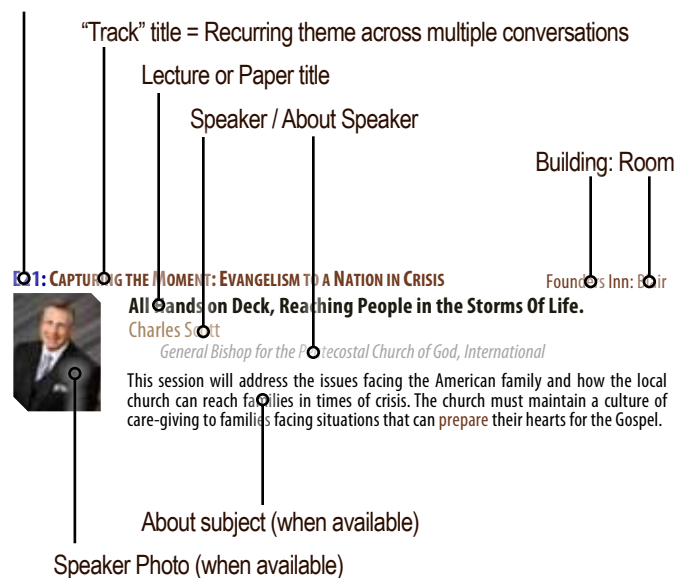 “Track” title = Recurring theme across multiple conversations
Lecture or Paper title
Speaker / About Speaker
Building: Room
CAPTURING THE MOMENT: EVANGELISM TO A NATION IN CRISIS
Founders Inn: Blair
All Hands on Deck, Reaching People in the Storms Of Life.
Charles Scott
General Bishop for the Pentecostal Church of God, International
This session will address the issues facing the American family and how the local
church can reach families in times of crisis. The church must maintain a culture of
care-giving to families facing situations that can prepare their hearts for the Gospel.
About subject (when available)
Speaker Photo (when available)